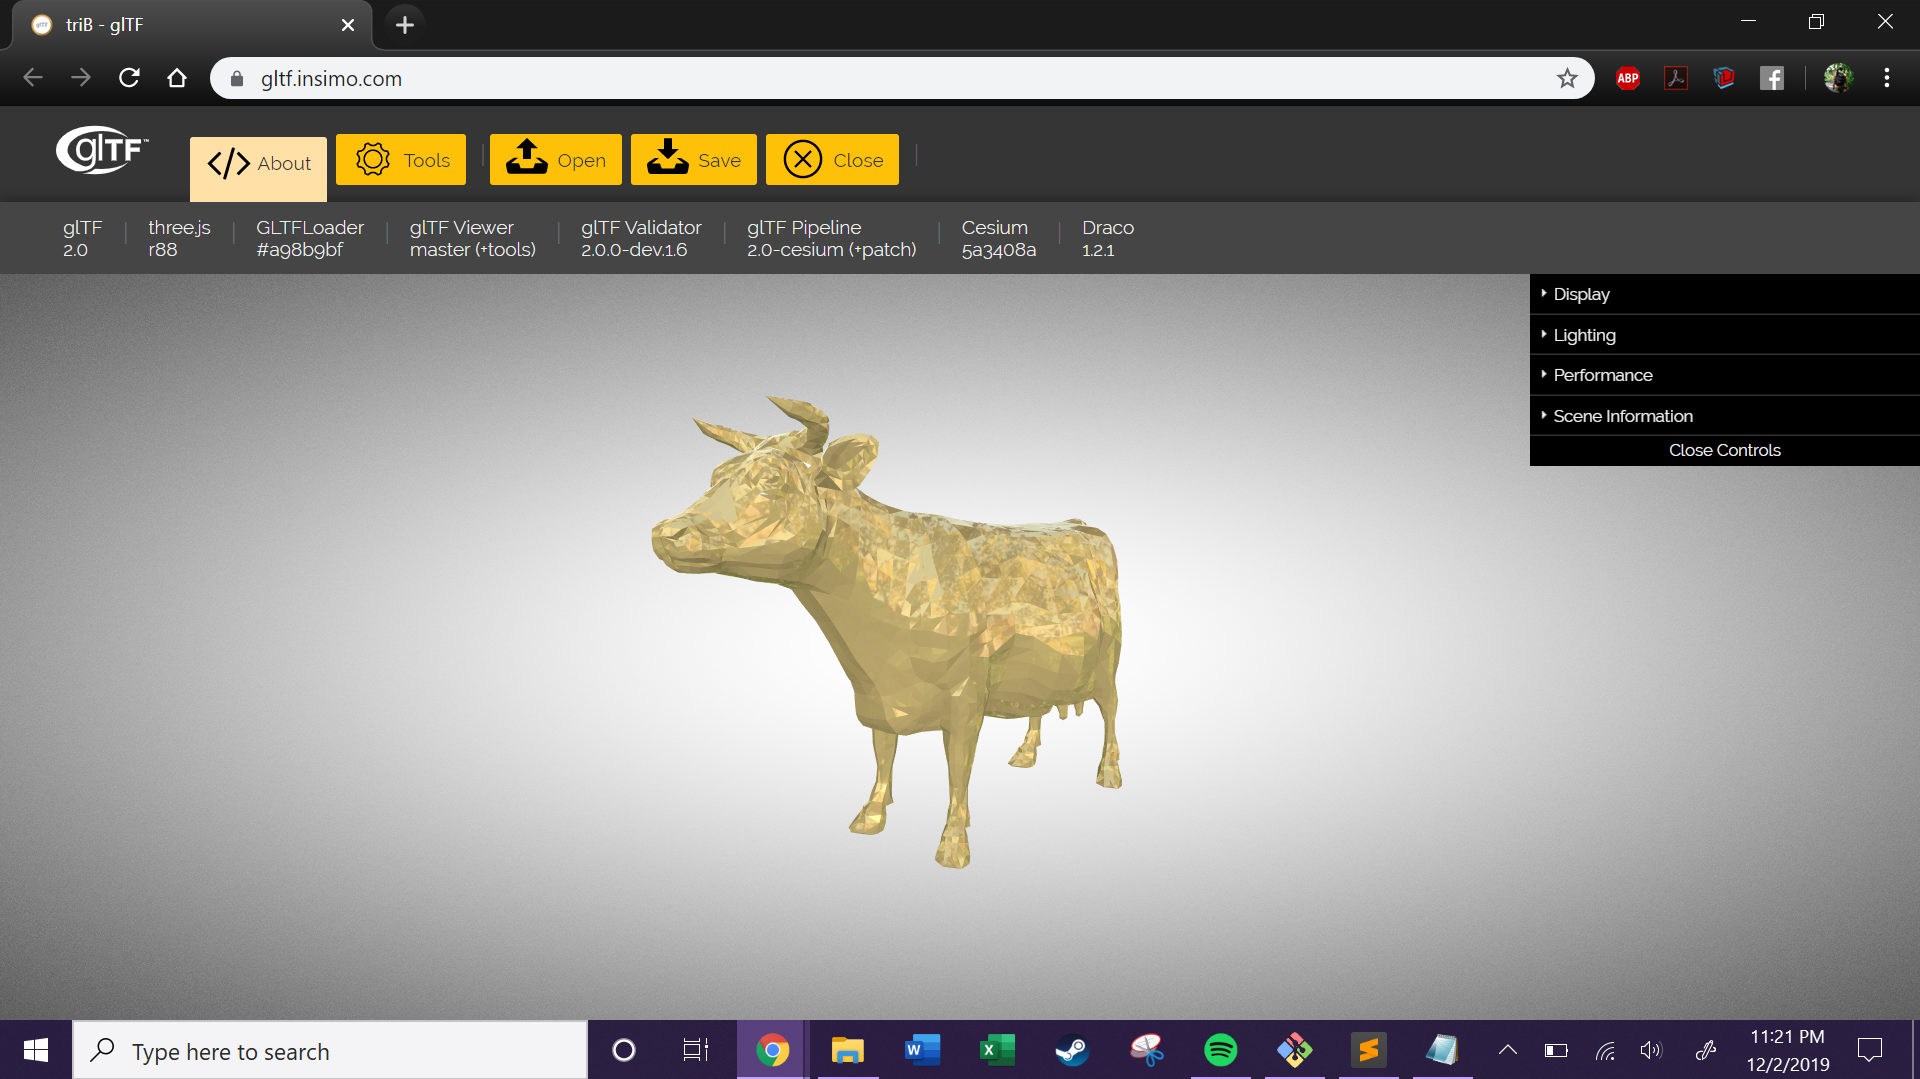 triB - glTF
gltf.insimo.com
ABP
glTF™
</> About
Tools
Open
Save
Close
glTF
2.0
three.js
r88
GLTFLoader
#a98b9bf
glTF Viewer
master (+tools)
glTF Validator
2.0.0-dev.1.6
glTF Pipeline
2.0-cesium (+patch)
Cesium
5a3408a
Draco
1.2.1
Display
Lighting
Performance
Scene Information
Close Controls
Type here to search
11:21 PM
12/2/2019